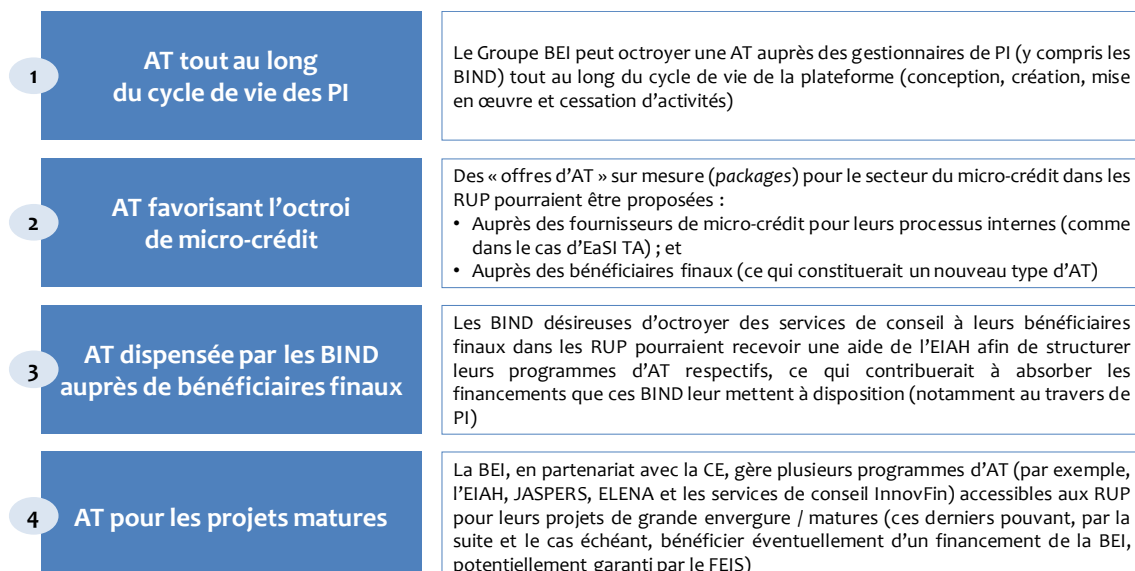 1
AT tout au long
du cycle de vie des PI
Le Groupe BEI peut octroyer une AT auprès des gestionnaires de PI (y compris les
BIND) tout au long du cycle de vie de la plateforme (conception, création, mise
en œuvre et cessation d'activités)
2
AT favorisant l'octroi
de micro-crédit
Des « offres d'AT » sur mesure (packages) pour le secteur du micro-crédit dans les
RUP pourraient être proposées :
• Auprès des fournisseurs de micro-crédit pour leurs processus internes (comme
dans le cas d'EaSI TA) ; et
• Auprès des bénéficiaires finaux (ce qui constituerait un nouveau type d'AT)
3
AT dispensée par les BIND
auprès de bénéficiaires finaux
Les BIND désireuses d'octroyer des services de conseil à leurs bénéficiaires
finaux dans les RUP pourraient recevoir une aide de l'EIAH afin de structurer
leurs programmes d'AT respectifs, ce qui contribuerait à absorber les
financements que ces BIND leur mettent à disposition (notamment au travers de
PI)
4
AT pour les projets matures
La BEI, en partenariat avec la CE, gère plusieurs programmes d'AT (par exemple,
l'EIAH, JASPERS, ELENA et les services de conseil InnovFin) accessibles aux RUP
pour leurs projets de grande envergure / matures (ces derniers pouvant, par la
suite et le cas échéant, bénéficier éventuellement d'un financement de la BEI,
potentiellement garanti par le FEIS)